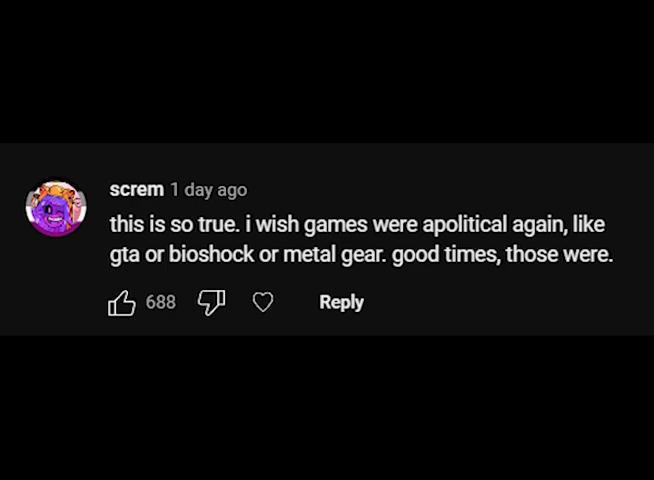 screm 1 day ago
this is so true. i wish games were apolitical again, like
gta or bioshock or metal gear. good times, those were.
688 Reply